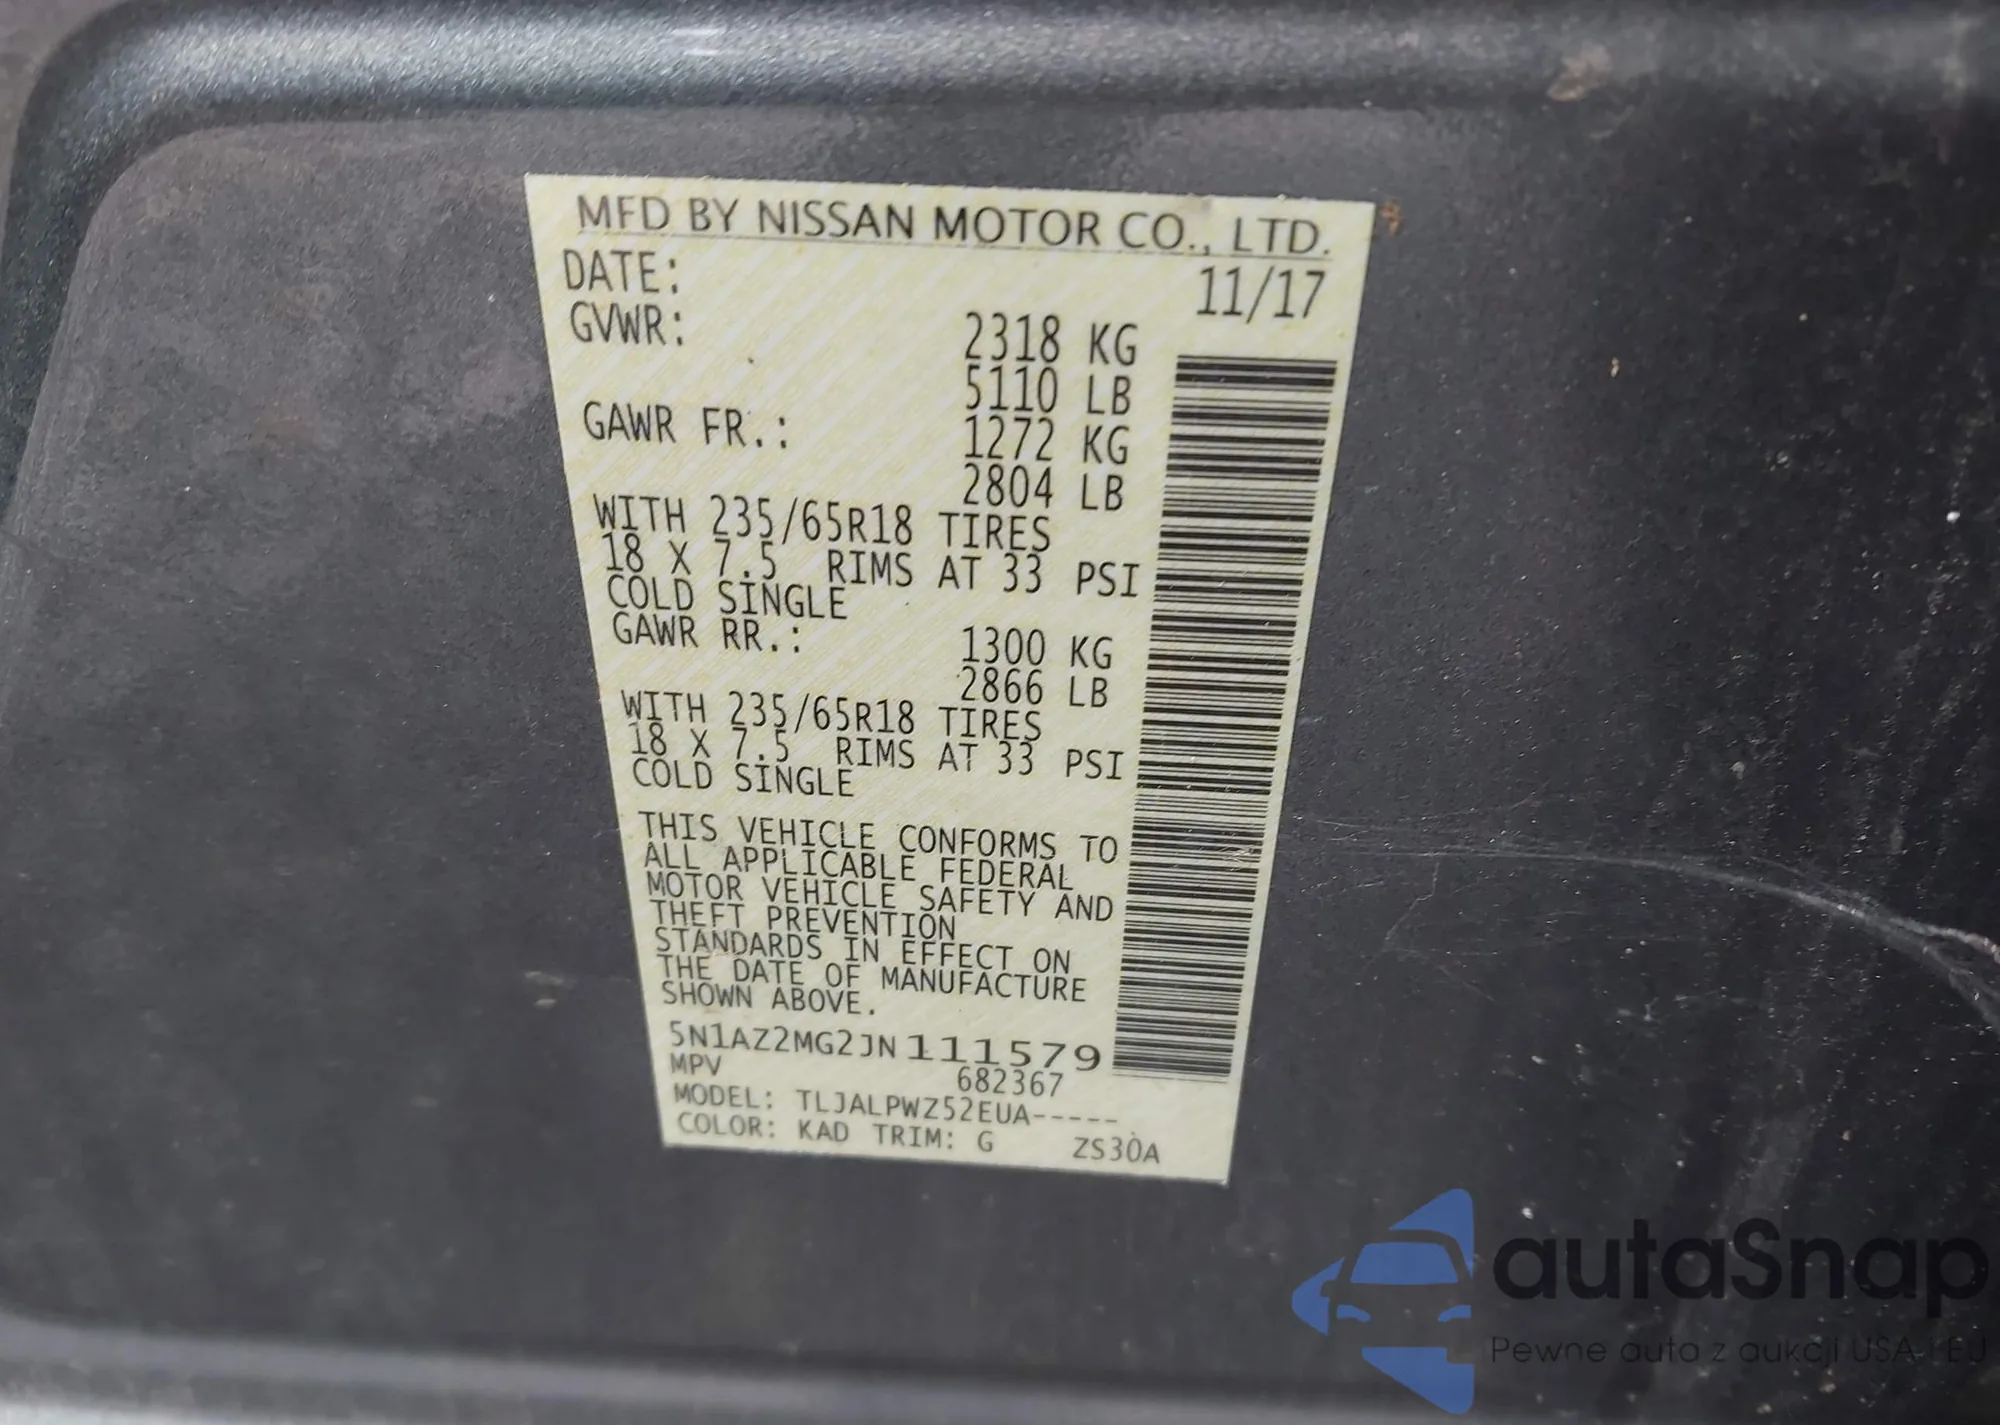 MFD BY NISSAN MOTOR CO., LTD.
DATE: 11/17
GVWR: 2318 KG
5110 LB
GAWR FR.: 1272 KG
2804 LB
WITH 235/65R18 TIRES
18 X 7.5 RIMS AT 33 PSI
COLD SINGLE
GAWR RR.: 1300 KG
2866 LB
WITH 235/65R18 TIRES
18 X 7.5 RIMS AT 33 PSI
COLD SINGLE
THIS VEHICLE CONFORMS TO
ALL APPLICABLE FEDERAL
MOTOR VEHICLE SAFETY AND
THEFT PREVENTION
STANDARDS IN EFFECT ON
THE DATE OF MANUFACTURE
SHOWN ABOVE.
5N1AZ2MG2JN111579
MPV 682367
MODEL: TLJALPWZ52EUA-----
COLOR: KAD TRIM: G ZS30A
autaSnap
Pewne auta z aukcji USA i EU